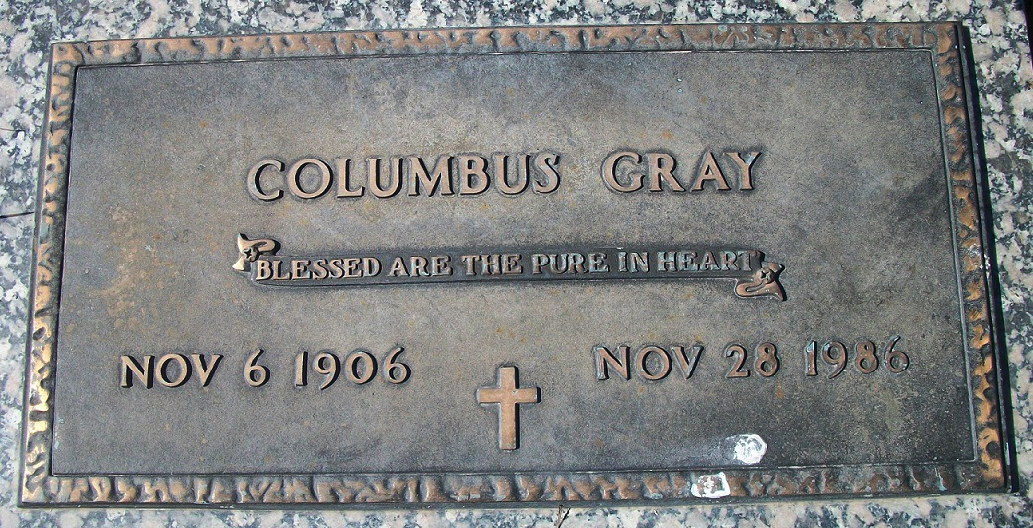 COLUMBUS GRAY
BLESSED ARE THE PURE IN HEART
NOV 6 1906 NOV 28 1986